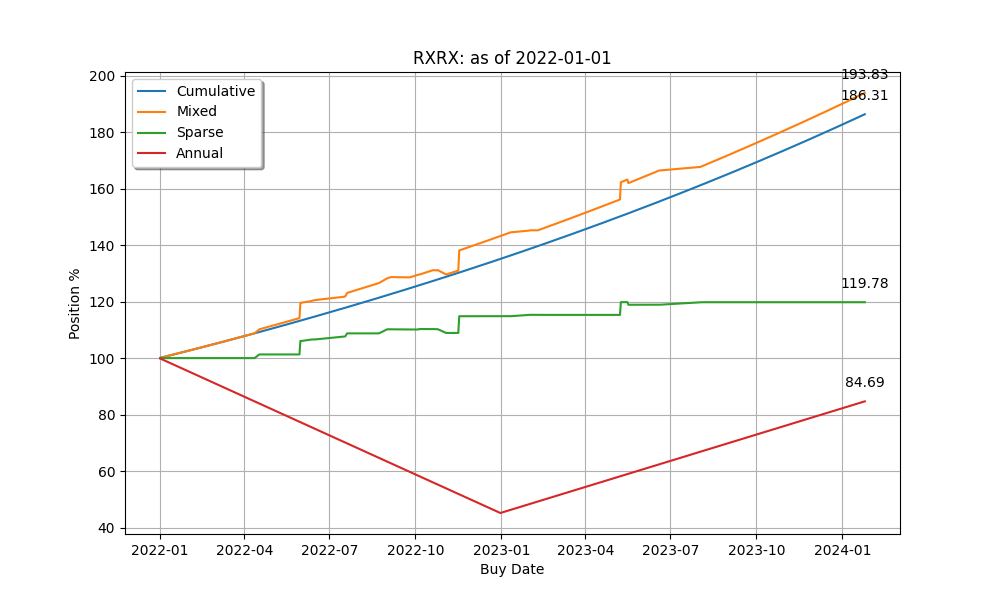 RXRX: as of 2022-01-01
193.83
186.31
119.78
84.69
Cumulative
Mixed
Sparse
Annual
200
180
160
140
120
100
80
60
40
Position %
2022-01 2022-04 2022-07 2022-10 2023-01 2023-04 2023-07 2023-10 2024-01
Buy Date